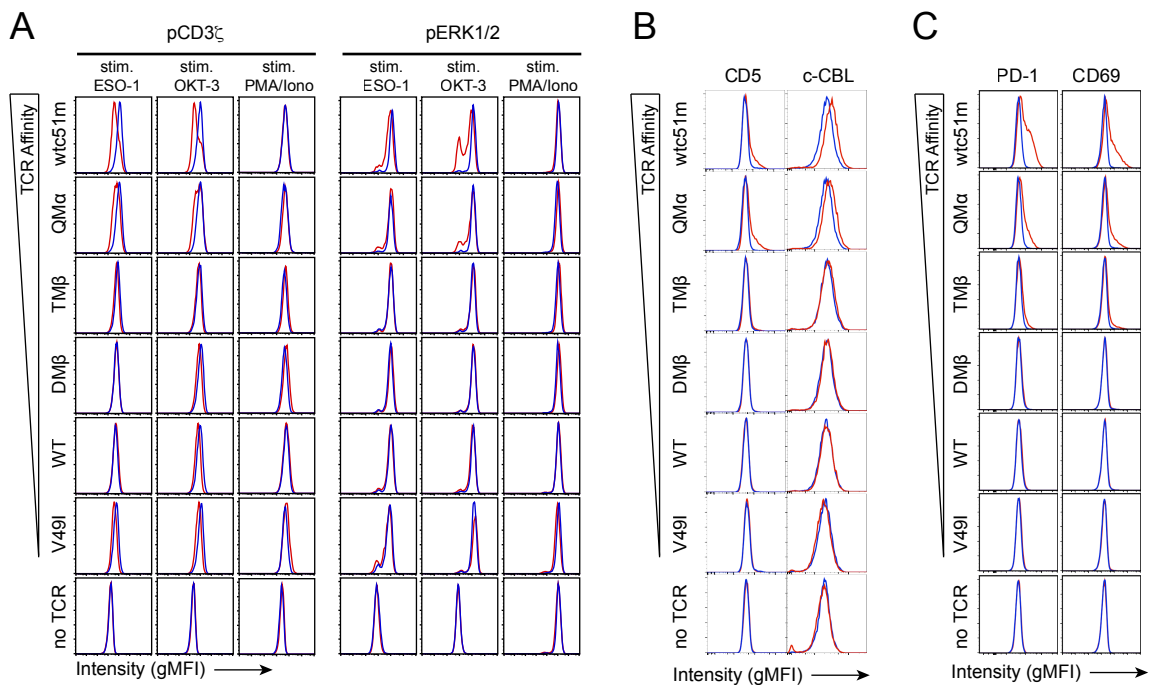 A
pCD3ζ
pERK1/2
stim.
ESO-1
stim.
OKT-3
stim.
PMA/Iono
stim.
ESO-1
stim.
OKT-3
stim.
PMA/Iono
TCR Affinity
wtc51m
QMα
TMβ
DMβ
WT
V49I
no TCR
Intensity (gMFI)
B
CD5
c-CBL
TCR Affinity
wtc51m
QMα
TMβ
DMβ
WT
V49I
no TCR
Intensity (gMFI)
C
PD-1
CD69
TCR Affinity
wtc51m
QMα
TMβ
DMβ
WT
V49I
no TCR
Intensity (gMFI)